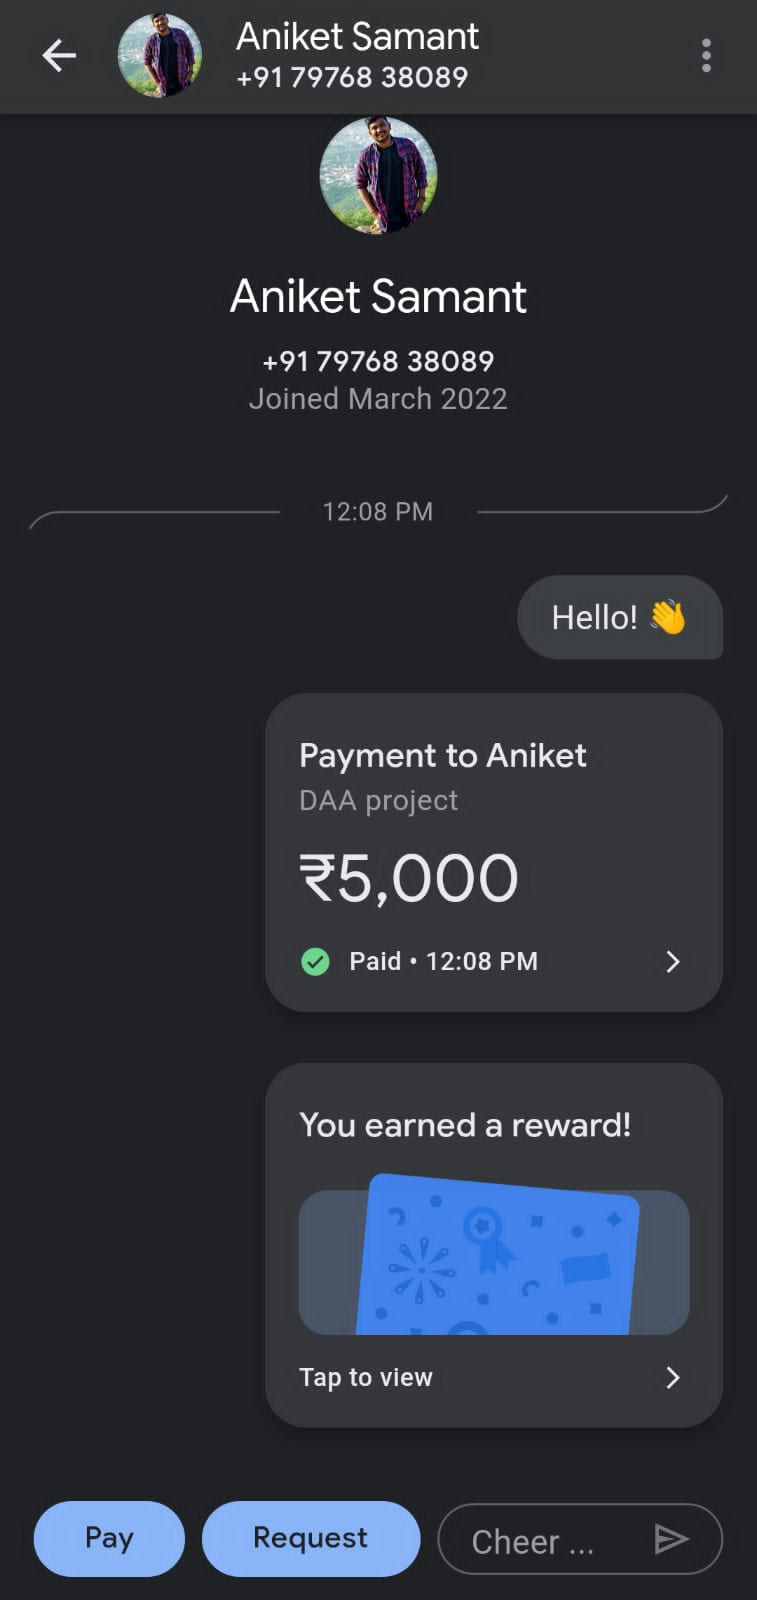 Aniket Samant
+91 79768 38089
Aniket Samant
+91 79768 38089
Joined March 2022
12:08 PM
Hello! 👋
Payment to Aniket
DAA project
₹5,000
Paid • 12:08 PM
You earned a reward!
Tap to view
Pay
Request
Cheer ...